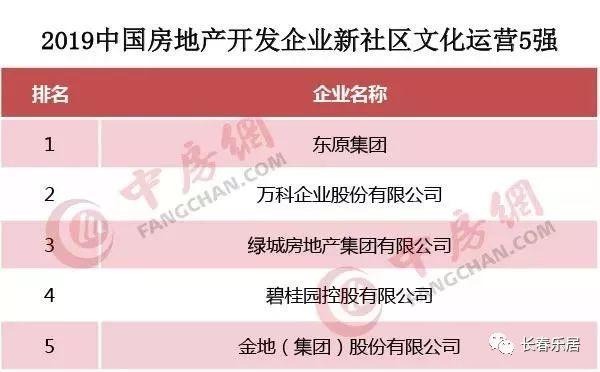 2019中国房地产开发企业新社区文化运营5强
排名 企业名称
1 东原集团
2 万科企业股份有限公司
3 绿城房地产集团有限公司
4 碧桂园控股有限公司
5 金地（集团）股份有限公司
中房網
FANGCHAN.COM
中房網
FANGCHAN.COM
长春乐居